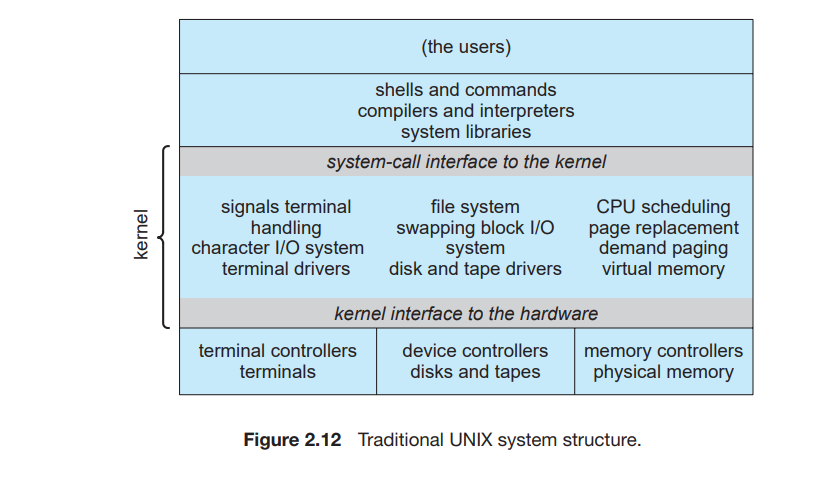 (the users)
shells and commands
compilers and interpreters
system libraries
system-call interface to the kernel
kernel
signals terminal
handling
character I/O system
terminal drivers
file system
swapping block I/O
system
disk and tape drivers
CPU scheduling
page replacement
demand paging
virtual memory
kernel interface to the hardware
terminal controllers
terminals
device controllers
disks and tapes
memory controllers
physical memory
Figure 2.12 Traditional UNIX system structure.